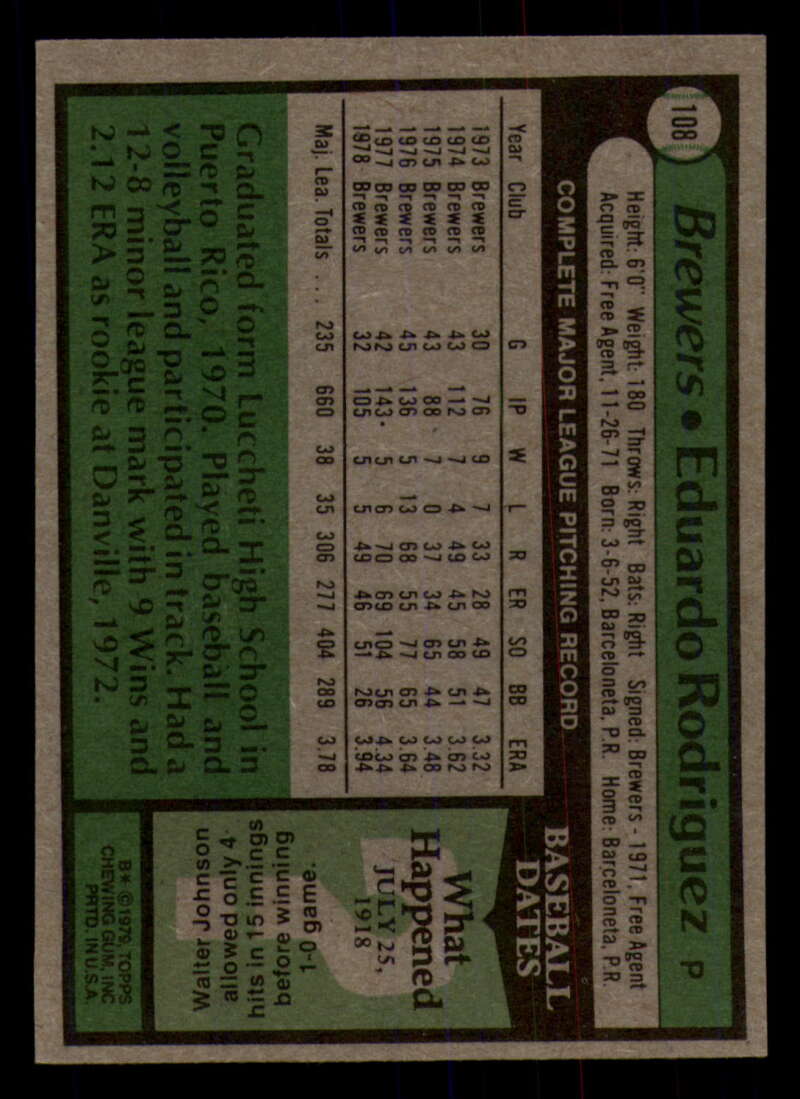 108
Brewers • Eduardo Rodriguez P
Height: 6'0" Weight: 180 Throws: Right Bats: Right Signed: Brewers - 1971, Free Agent
Acquired: Free Agent, 11-26-71 Born: 3-6-52, Barceloneta, P.R. Home: Barceloneta, P.R.
COMPLETE MAJOR LEAGUE PITCHING RECORD
Year Club G IP W L R ER SO BB ERA
1973 Brewers 30 76 9 7 33 28 49 47 3.32
1974 Brewers 43 112 7 4 49 45 58 51 3.62
1975 Brewers 43 88 7 0 37 34 65 44 3.48
1976 Brewers 45 136 5 13 68 55 77 65 3.64
1977 Brewers 42 143 5 6 70 69 104 56 4.34
1978 Brewers 32 105 5 5 49 46 51 26 3.94
Maj. Lea. Totals ... 235 660 38 35 306 277 404 289 3.78
Graduated form Luccheti High School in
Puerto Rico, 1970. Played baseball and
volleyball and participated in track. Had a
12-8 minor league mark with 9 Wins and
2.12 ERA as rookie at Danville, 1972.
BASEBALL
DATES
What
Happened
JULY 25,
1918
Walter Johnson
allowed only 4
hits in 15 innings
before winning
1-0 game.
B* ©1979, TOPPS
CHEWING GUM, INC
PRTD. IN U.S.A.